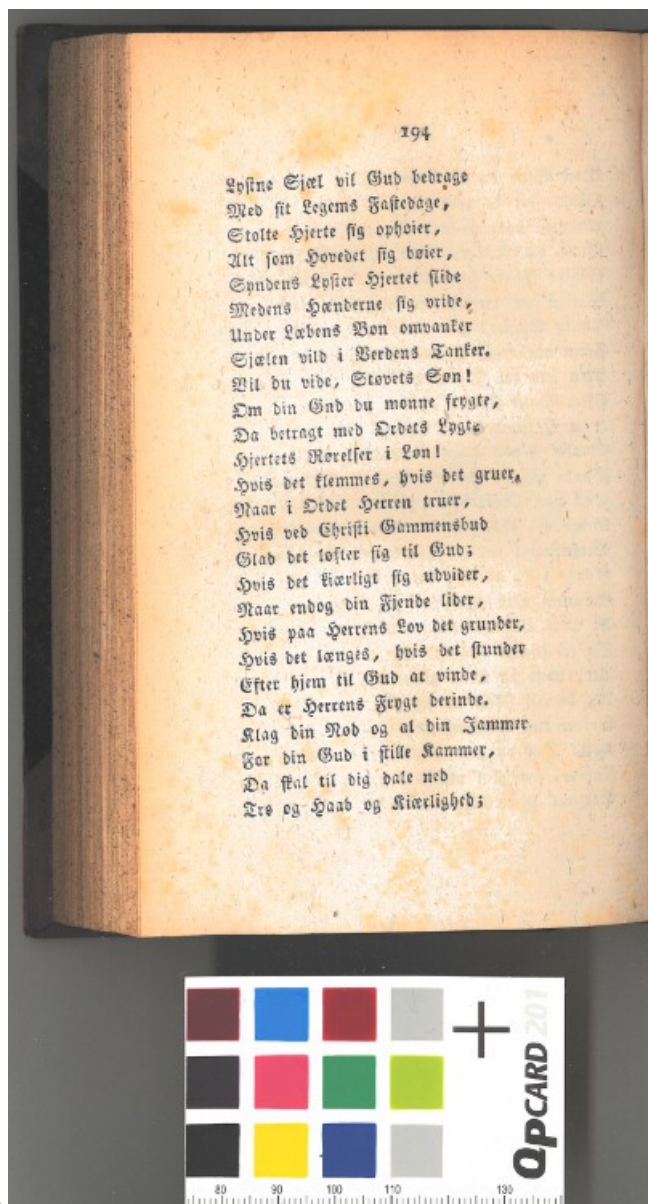 194
Lystne Sjæl vil Gud bedrage
Med sit Legems Fastedage,
Stolte Hjerte sig ophøier,
Alt som Hovedet sig bøier,
Syndens Lyster Hjertet slide
Medens Hænderne sig vride,
Under Læbens Bøn omvanker
Sjælen vild i Verdens Tanker.
Vil du vide, Støvets Søn!
Om din Gud du monne frygte,
Da betragt med Ordets Lygte
Hjertets Rørelser i Løn!
Hvis det klemmes, hvis det gruer,
Naar i Ordet Herren truer,
Hvis ved Christi Gammensbud
Glad det løfter sig til Gud;
Hvis det kiærligt sig udvider,
Naar endog din Fjende lider,
Hvis paa Herrens Lov det grunder,
Hvis det længes, hvis det stunder
Efter hjem til Gud at vinde,
Da er Herrens Frygt derinde.
Klag din Nød og al din Jammer
For din Gud i stille Kammer,
Da skal til dig dale ned
Tro og Haab og Kiærlighed;
QPCARD 201
80 90 100 110 130